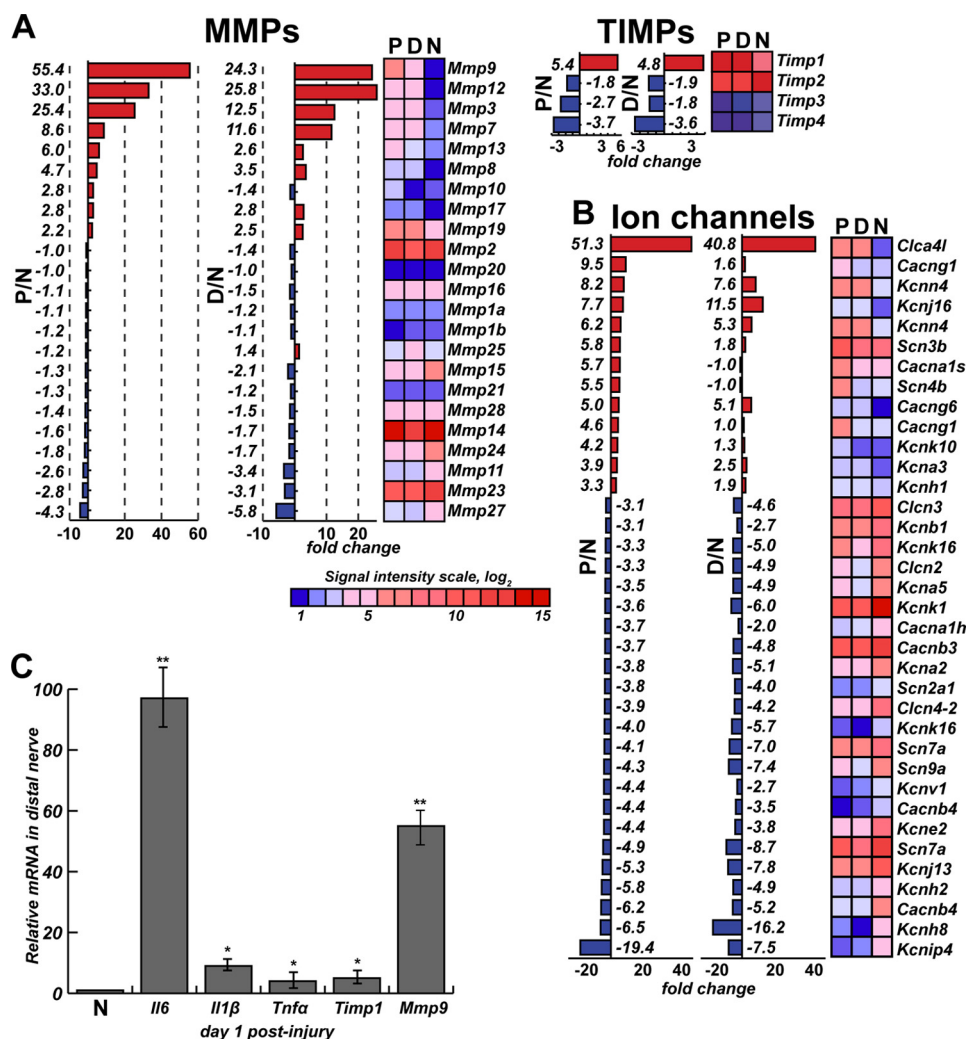 A
MMPs
TIMPs
P D N
55.4 24.3 Mmp9
33.0 25.8 Mmp12
25.4 12.5 Mmp3
8.6 11.6 Mmp7
6.0 2.6 Mmp13
4.7 3.5 Mmp8
2.8 -1.4 Mmp10
2.8 2.8 Mmp17
2.2 2.5 Mmp19
-1.0 -1.4 Mmp2
-1.0 -1.0 Mmp20
-1.1 -1.5 Mmp16
-1.1 -1.2 Mmp1a
-1.2 -1.1 Mmp1b
-1.2 1.4 Mmp25
-1.3 -2.1 Mmp15
-1.3 -1.2 Mmp21
-1.4 -1.5 Mmp28
-1.6 -1.7 Mmp14
-1.8 -1.7 Mmp24
-2.6 -3.4 Mmp11
-2.8 -3.1 Mmp23
-4.3 -5.8 Mmp27
P/N
D/N
-10 0 20 40 60
-10 0 10 20
fold change
P D N
5.4 4.8 Timp1
-1.8 -1.9 Timp2
-2.7 -1.8 Timp3
-3.7 -3.6 Timp4
P/N
D/N
-3 3 6
-3 3
fold change
Signal intensity scale, log2
1 5 10 15
B
Ion channels
P D N
51.3 40.8 Clca4l
9.5 1.6 Cacng1
8.2 7.6 Kcnn4
7.7 11.5 Kcnj16
6.2 5.3 Kcnn4
5.8 1.8 Scn3b
5.7 -1.0 Cacna1s
5.5 -1.0 Scn4b
5.0 5.1 Cacng6
4.6 1.0 Cacng1
4.2 1.3 Kcnk10
3.9 2.5 Kcna3
3.3 1.9 Kcnh1
-3.1 -4.6 Clcn3
-3.1 -2.7 Kcnb1
-3.3 -5.0 Kcnk16
-3.3 -4.9 Clcn2
-3.5 -4.9 Kcna5
-3.6 -6.0 Kcnk1
-3.7 -2.0 Cacna1h
-3.7 -4.8 Cacnb3
-3.8 -5.1 Kcna2
-3.8 -4.0 Scn2a1
-3.9 -4.2 Clcn4-2
-4.0 -5.7 Kcnk16
-4.1 -7.0 Scn7a
-4.3 -7.4 Scn9a
-4.4 -2.7 Kcnv1
-4.4 -3.5 Cacnb4
-4.4 -3.8 Kcne2
-4.9 -8.7 Scn7a
-5.3 -7.8 Kcnj13
-5.8 -4.9 Kcnh2
-6.2 -5.2 Cacnb4
-6.5 -16.2 Kcnh8
-19.4 -7.5 Kcnip4
P/N
D/N
-20 0 20 40
-20 0 20 40
fold change
C
Relative mRNA in distal nerve
100
80
60
40
20
0
**
*
*
*
**
N Il6 Il1β Tnfα Timp1 Mmp9
day 1 post-injury